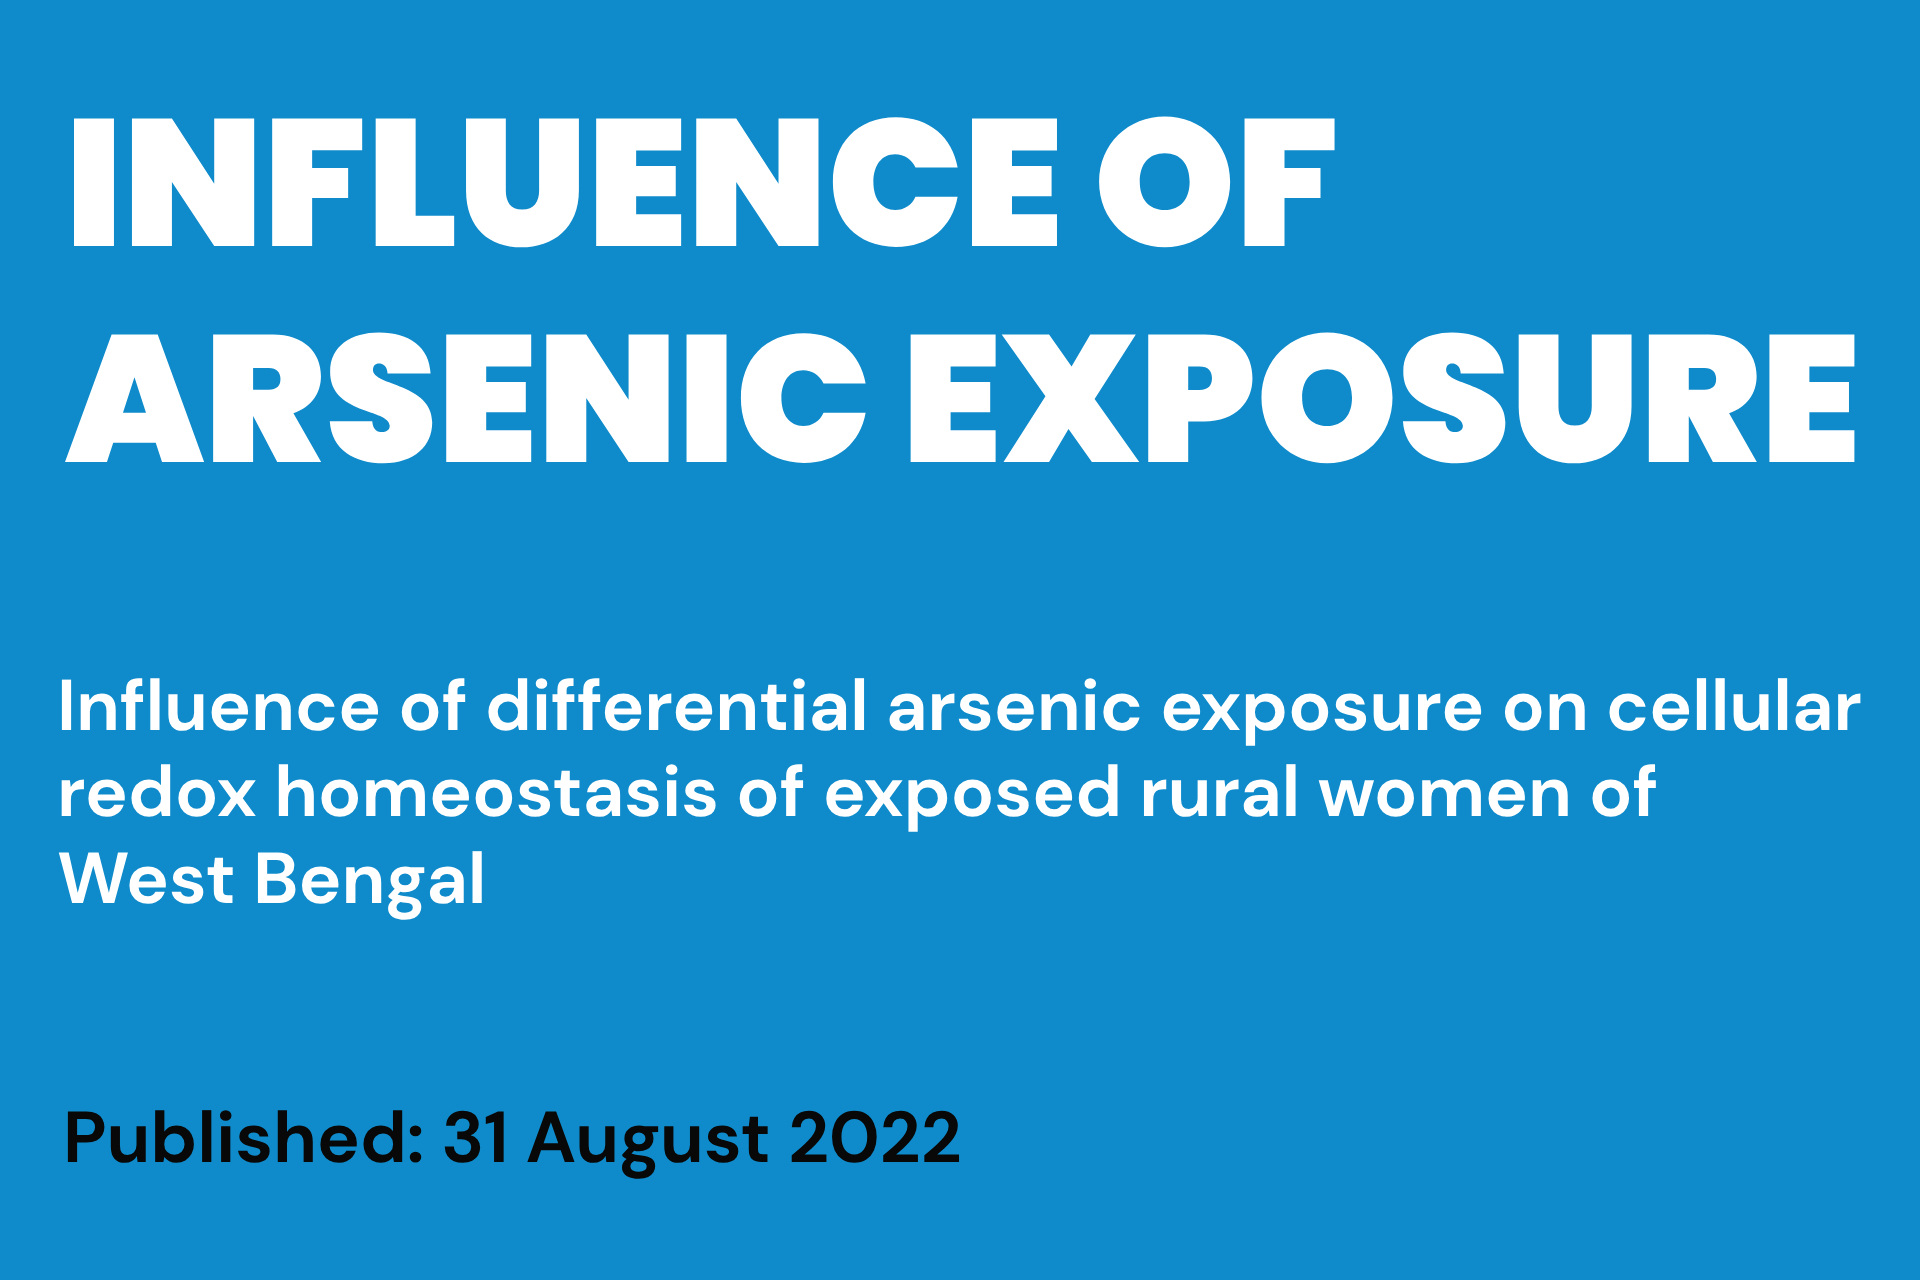 INFLUENCE OF
ARSENIC EXPOSURE
Influence of differential arsenic exposure on cellular
redox homeostasis of exposed rural women of
West Bengal
Published: 31 August 2022